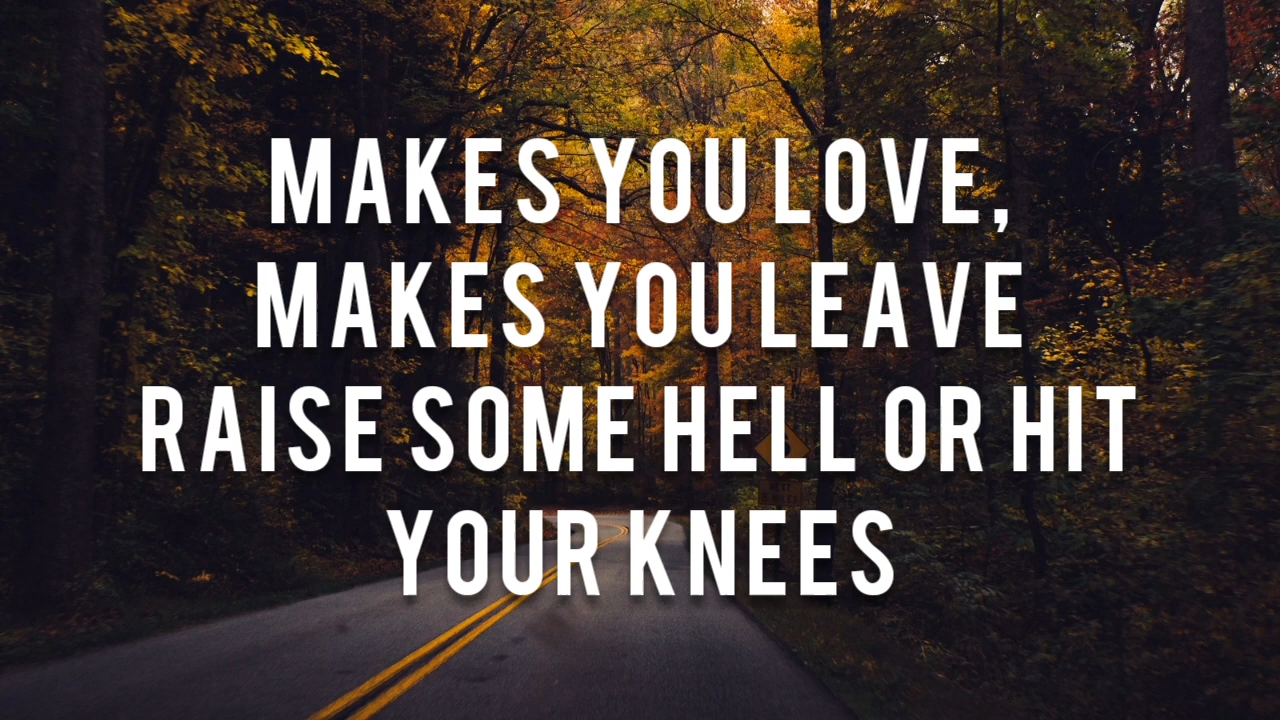 MAKES YOU LOVE,
MAKES YOU LEAVE
RAISE SOME HELL OR HIT
YOUR KNEES